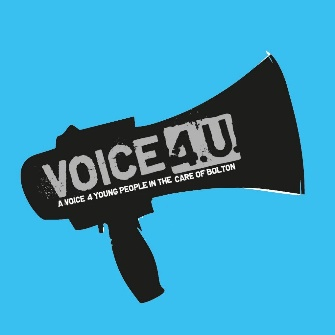 VOICE 4.U.
A VOICE 4 YOUNG PEOPLE IN THE CARE OF BOLTON